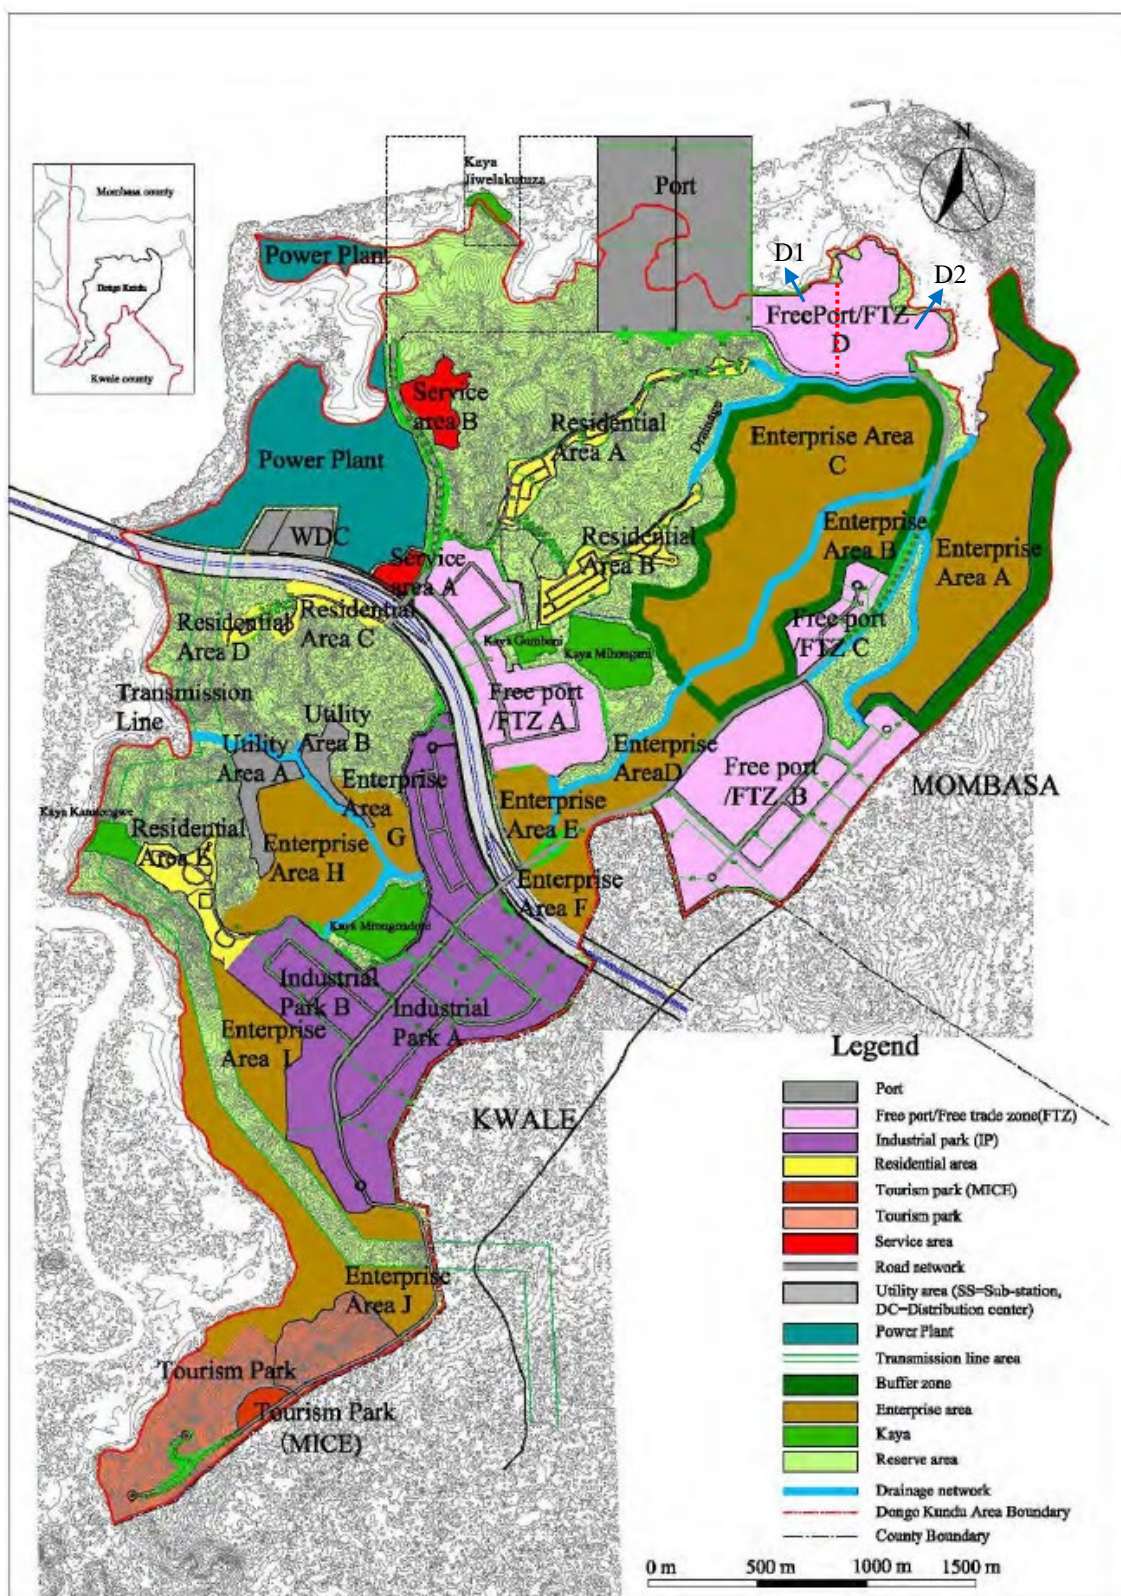 N
Kaya
Jiwelakutuza
Port
Mombasa county
Dongo Kundu
Kwale county
Power Plant
D1
D2
FreePort/FTZ
D
Service
area B
Residential
Area A
Drainage
Enterprise Area
C
Power Plant
WDC
Service
area A
Residential
Area B
Enterprise
Area B
Enterprise
Area A
Residential
Area C
Residential
Area D
Kaya Gumbani
Kaya Mihongani
Free port
/FTZ C
Transmission
Line
Utility
Area B
Utility
Area A
Free port
/FTZ A
Enterprise
Area
G
Enterprise
AreaD
Free port
/FTZ B
MOMBASA
Enterprise
Area E
Residential
Area E
Enterprise
Area H
Enterprise
Area F
Industrial
Park B
Industrial
Park A
Enterprise
Area I
KWALE
Enterprise
Area J
Tourism Park
Tourism Park
(MICE)
Legend
Port
Free port/Free trade zone(FTZ)
Industrial park (IP)
Residential area
Tourism park (MICE)
Tourism park
Service area
Road network
Utility area (SS=Sub-station,
DC=Distribution center)
Power Plant
Transmission line area
Buffer zone
Enterprise area
Kaya
Reserve area
Drainage network
Dongo Kundu Area Boundary
County Boundary
0 m 500 m 1000 m 1500 m